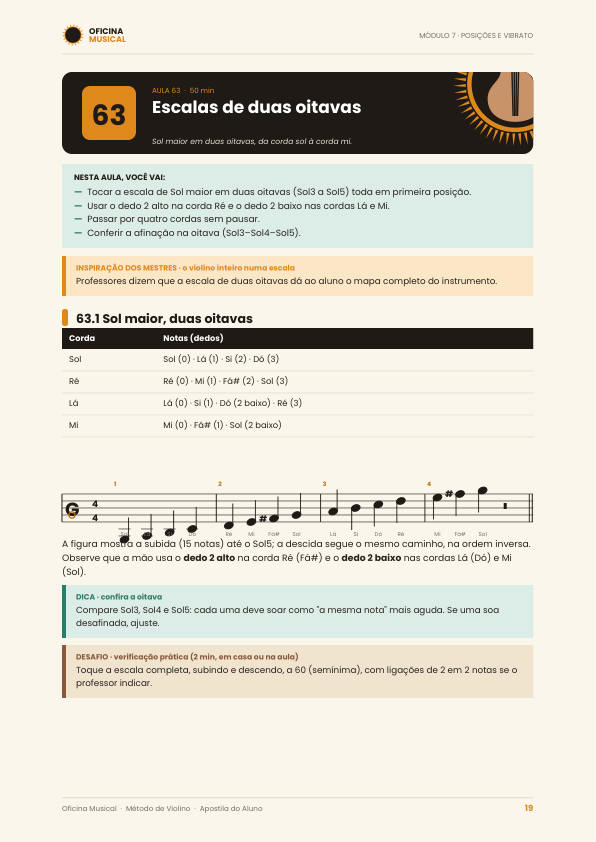 OFICINA
MUSICAL
MÓDULO 7 · POSIÇÕES E VIBRATO
63
AULA 63 · 50 min
Escalas de duas oitavas
Sol maior em duas oitavas, da corda sol à corda mi.
NESTA AULA, VOCÊ VAI:
— Tocar a escala de Sol maior em duas oitavas (Sol3 a Sol5) toda em primeira posição.
— Usar o dedo 2 alto na corda Ré e o dedo 2 baixo nas cordas Lá e Mi.
— Passar por quatro cordas sem pausar.
— Conferir a afinação na oitava (Sol3–Sol4–Sol5).
INSPIRAÇÃO DOS MESTRES · o violino inteiro numa escala
Professores dizem que a escala de duas oitavas dá ao aluno o mapa completo do instrumento.
63.1 Sol maior, duas oitavas
Corda Notas (dedos)
Sol Sol (0) · Lá (1) · Si (2) · Dó (3)
Ré Ré (0) · Mi (1) · Fá# (2) · Sol (3)
Lá Lá (0) · Si (1) · Dó (2 baixo) · Ré (3)
Mi Mi (0) · Fá# (1) · Sol (2 baixo)
1 2 3 4
G 4 # #
4
Dó Ré Mi Fá# Sol Lá Si Dó Ré Mi Fá# Sol
A figura mostra a subida (15 notas) até o Sol5; a descida segue o mesmo caminho, na ordem inversa.
Observe que a mão usa o dedo 2 alto na corda Ré (Fá#) e o dedo 2 baixo nas cordas Lá (Dó) e Mi
(Sol).
DICA · confira a oitava
Compare Sol3, Sol4 e Sol5: cada uma deve soar como "a mesma nota" mais aguda. Se uma soa
desafinada, ajuste.
DESAFIO · verificação prática (2 min, em casa ou na aula)
Toque a escala completa, subindo e descendo, a 60 (semínima), com ligações de 2 em 2 notas se o
professor indicar.
Oficina Musical · Método de Violino · Apostila do Aluno
19